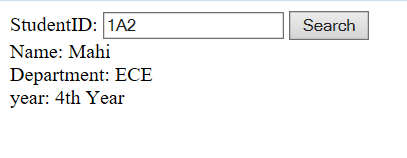 StudentID: 1A2 Search
Name: Mahi
Department: ECE
year: 4th Year